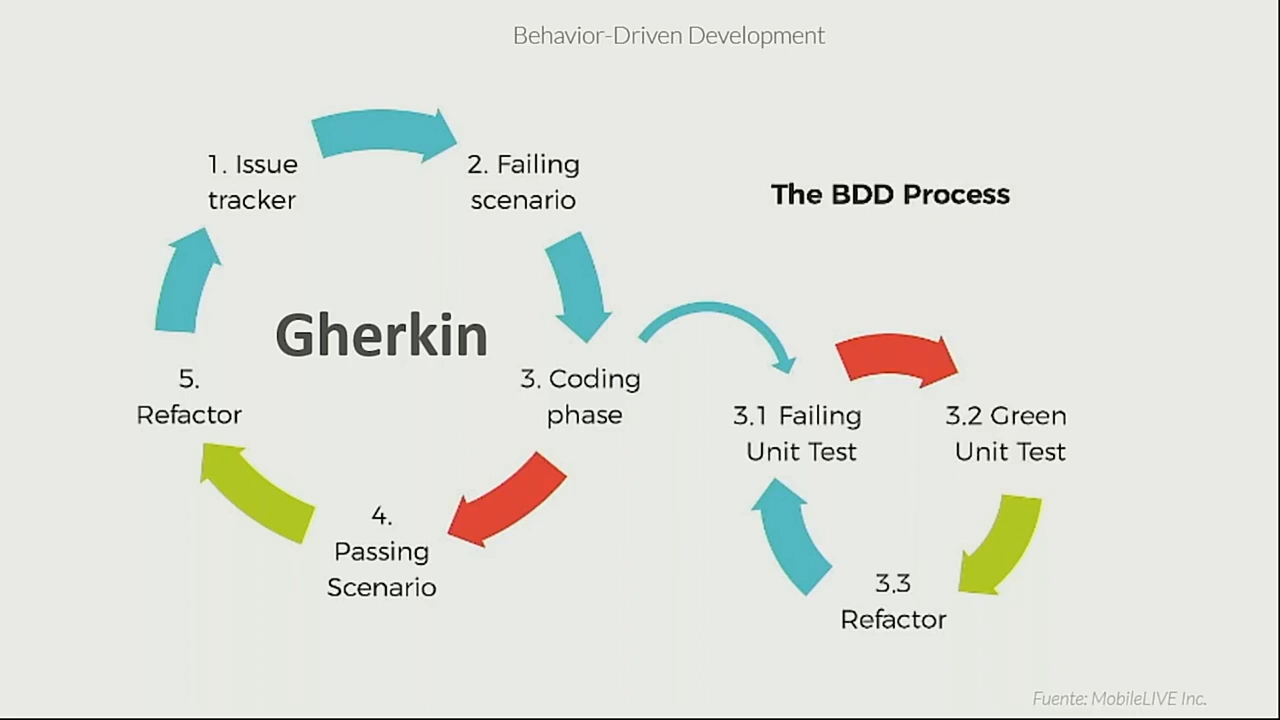 Behavior-Driven Development
1. Issue
tracker
2. Failing
scenario
The BDD Process
Gherkin
3. Coding
phase
5.
Refactor
4.
Passing
Scenario
3.1 Failing
Unit Test
3.2 Green
Unit Test
3.3
Refactor
Fuente: MobileLIVE Inc.